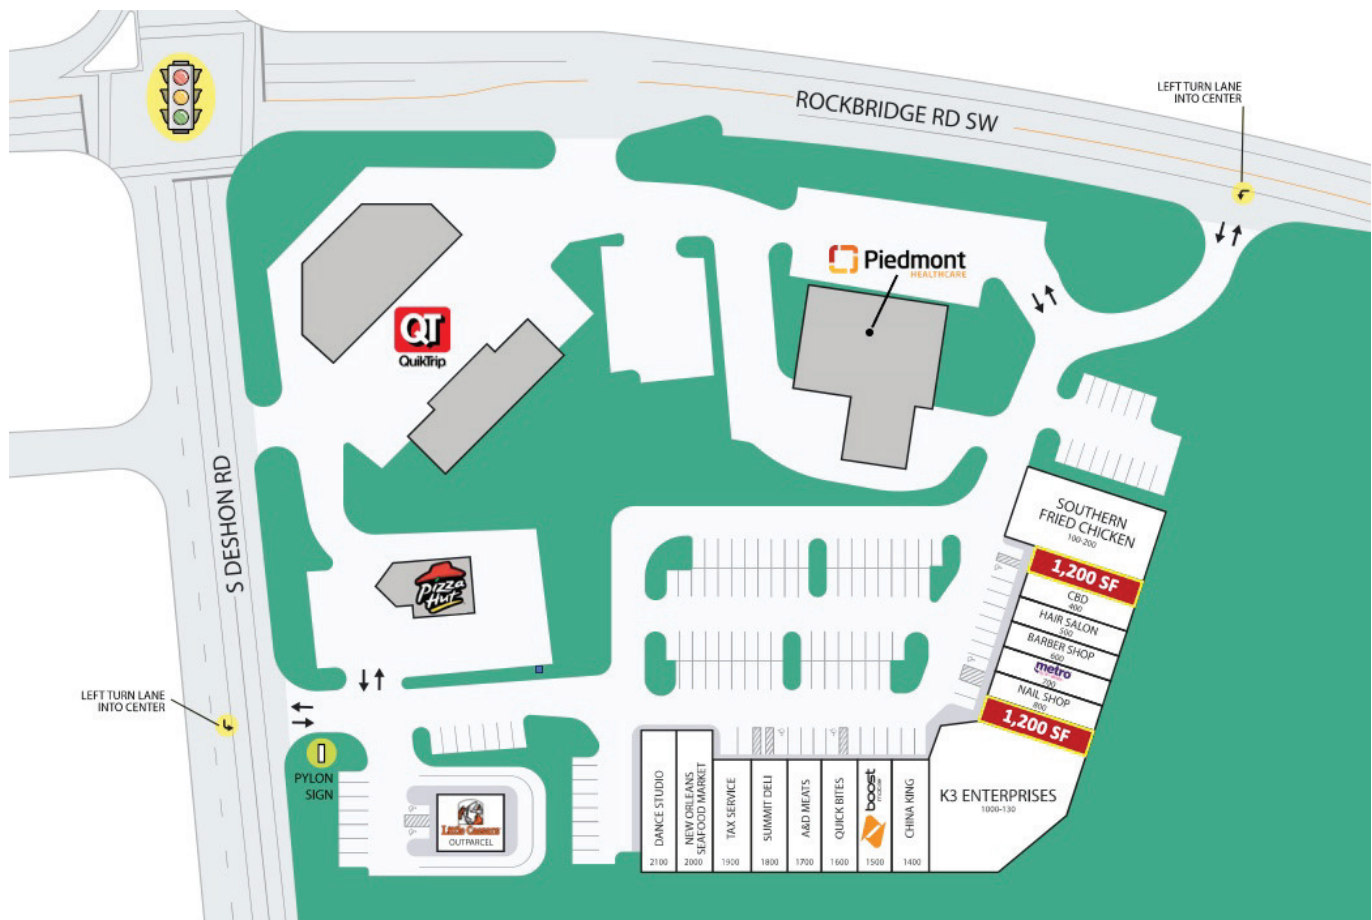 LEFT TURN LANE
INTO CENTER
ROCKBRIDGE RD SW
Piedmont
HEALTHCARE
QT
QuikTrip
S DESHON RD
SOUTHERN
FRIED CHICKEN
100-200
1,200 SF
CBD
400
HAIR SALON
500
BARBER SHOP
600
metro
700
NAIL SHOP
800
1,200 SF
Pizza
Hut
LEFT TURN LANE
INTO CENTER
PYLON
SIGN
Little Caesars
OUTPARCEL
DANCE STUDIO
2100
NEW ORLEANS
SEAFOOD MARKET
2000
TAX SERVICE
1900
SUMMIT DELI
1800
A&D MEATS
1700
QUICK BITES
1600
boost
mobile
1500
CHINA KING
1400
K3 ENTERPRISES
1000-130